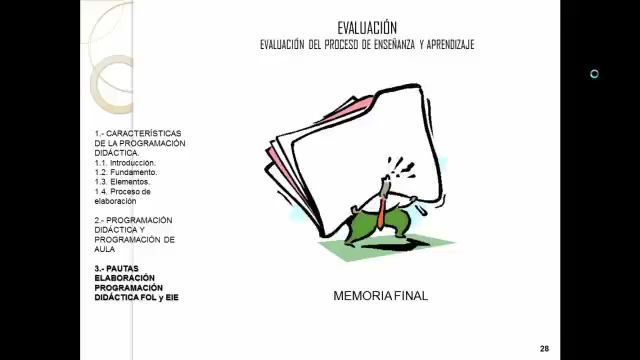 EVALUACIÓN
EVALUACIÓN DEL PROCESO DE ENSEÑANZA Y APRENDIZAJE
1.- CARACTERÍSTICAS
DE LA PROGRAMACIÓN
DIDÁCTICA.
1.1. Introducción.
1.2. Fundamento.
1.3. Elementos.
1.4. Proceso de
elaboración
2.- PROGRAMACIÓN
DIDÁCTICA Y
PROGRAMACIÓN DE
AULA
3.- PAUTAS
ELABORACIÓN
PROGRAMACIÓN
DIDÁCTICA FOL y EIE
MEMORIA FINAL
28